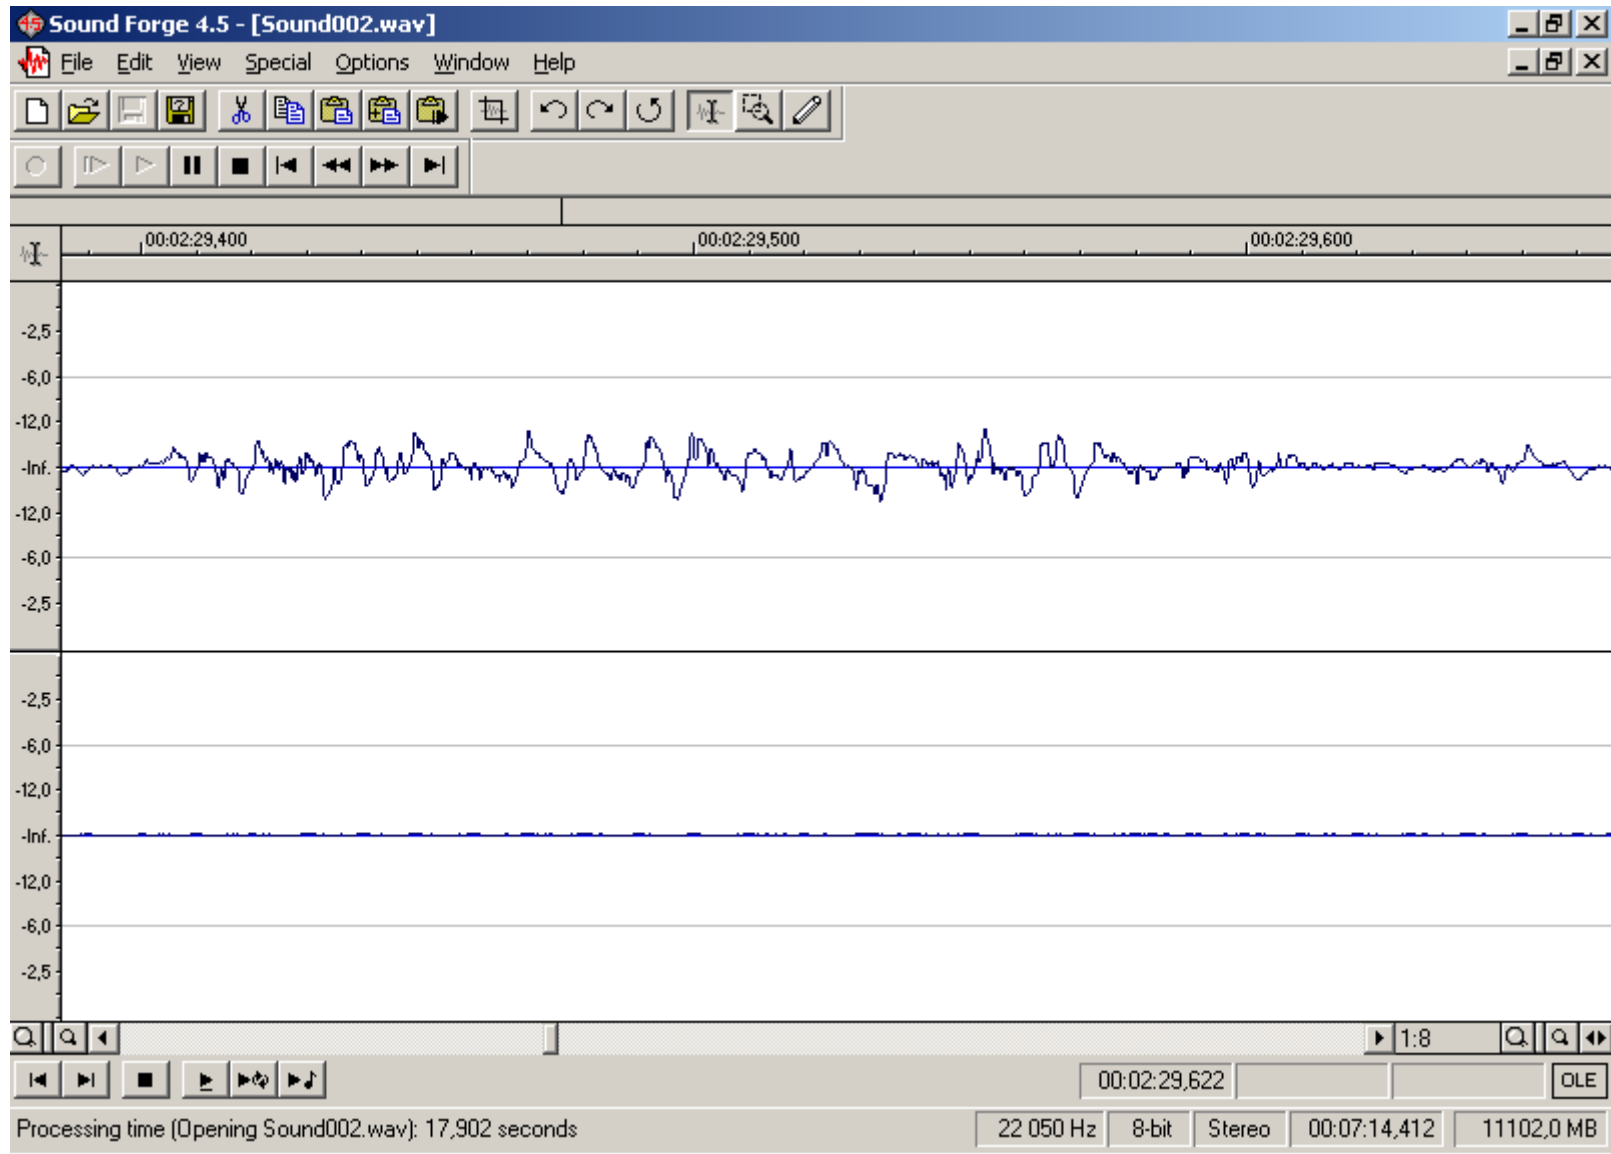 Sound Forge 4.5 - [Sound002.wav]
File Edit View Special Options Window Help
00:02:29,400 00:02:29,500 00:02:29,600
-2,5
-6,0
-12,0
-Inf.
-12,0
-6,0
-2,5
-2,5
-6,0
-12,0
-Inf.
-12,0
-6,0
-2,5
1:8
00:02:29,622 OLE
Processing time (Opening Sound002.wav): 17,902 seconds 22 050 Hz 8-bit Stereo 00:07:14,412 11102,0 MB